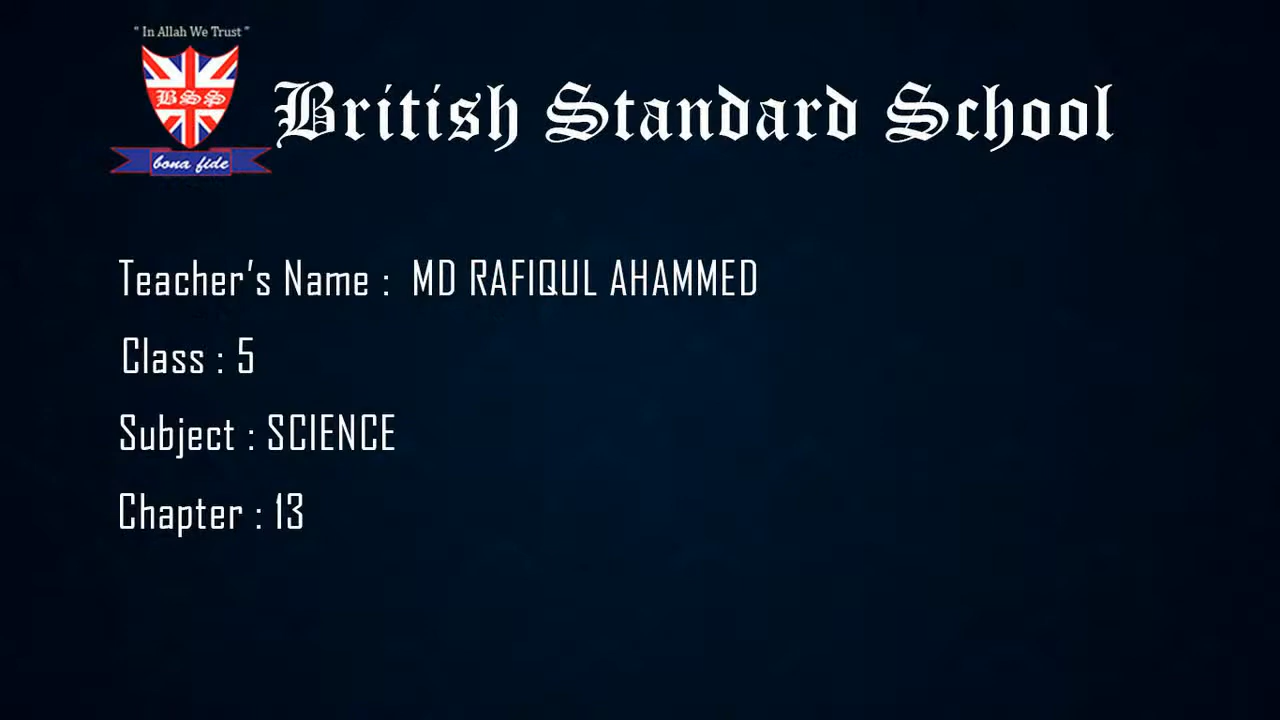 " In Allah We Trust "
BSS
bona fide
British Standard School
Teacher’s Name : MD RAFIQUL AHAMMED
Class : 5
Subject : SCIENCE
Chapter : 13